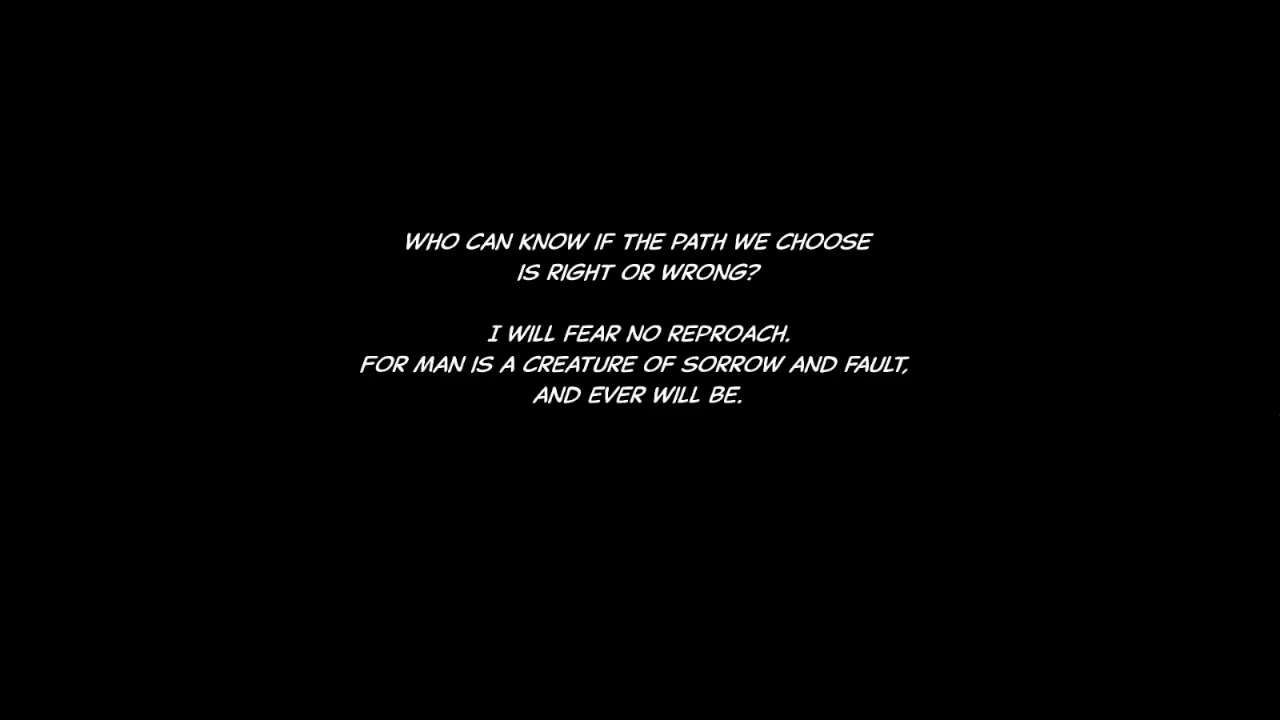 WHO CAN KNOW IF THE PATH WE CHOOSE
IS RIGHT OR WRONG?
I WILL FEAR NO REPROACH.
FOR MAN IS A CREATURE OF SORROW AND FAULT,
AND EVER WILL BE.